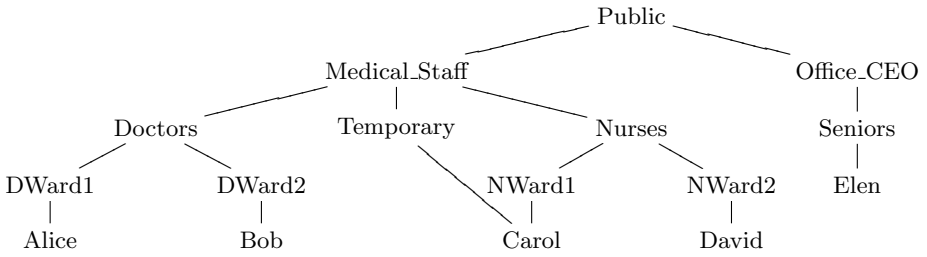 Public
Medical_Staff Office_CEO
Doctors Temporary Nurses Seniors
DWard1 DWard2 NWard1 NWard2 Elen
Alice Bob Carol David